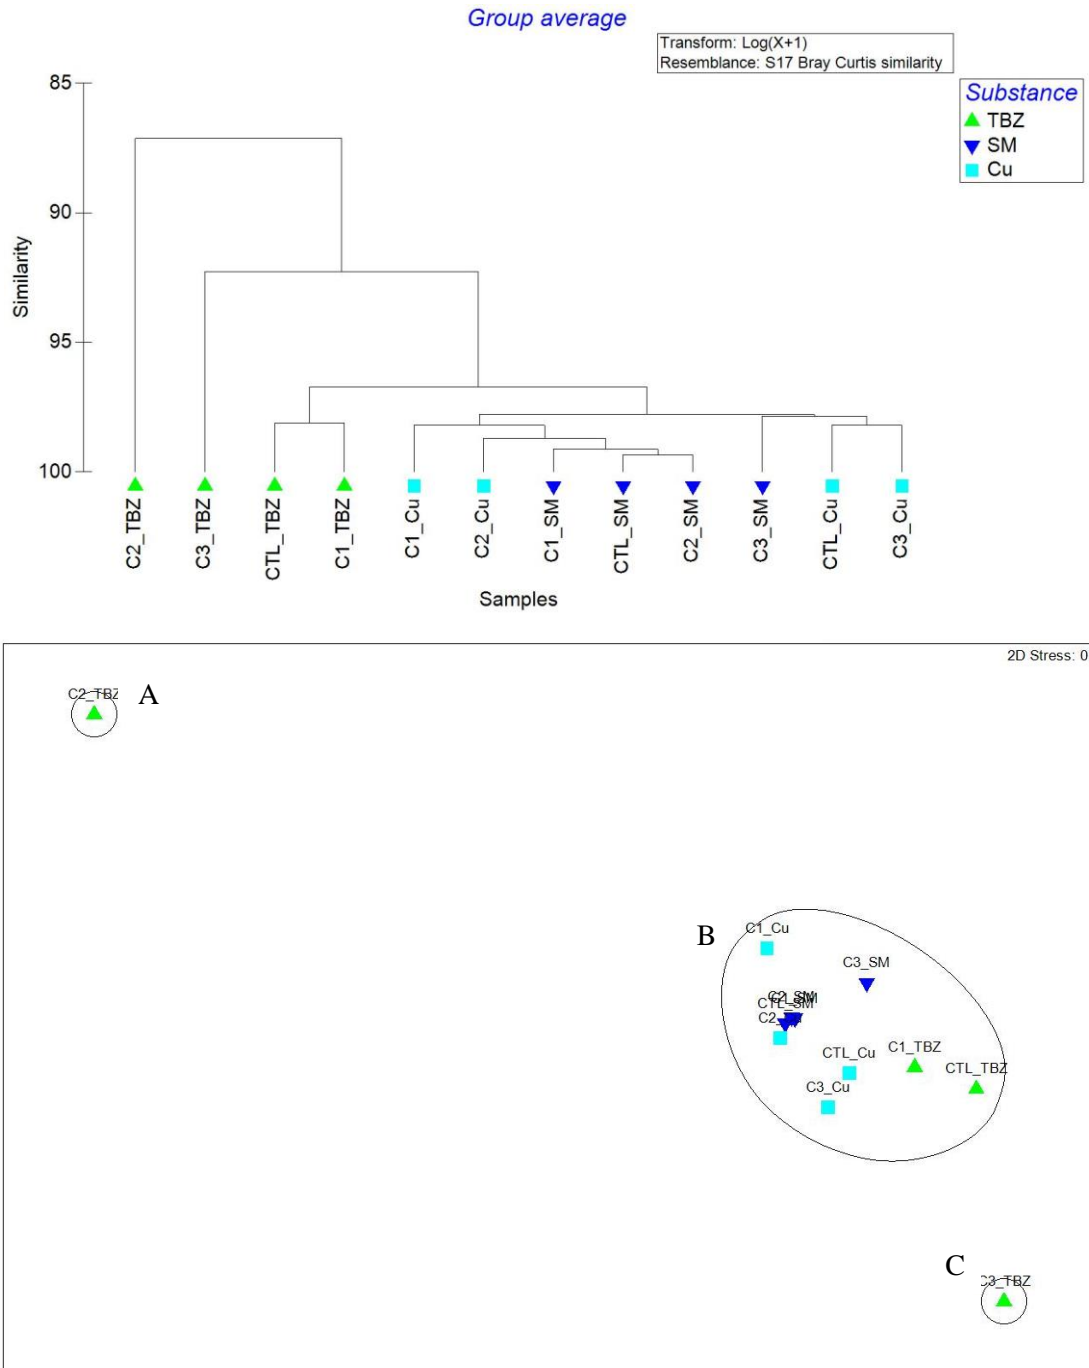 Group average
Transform: Log(X+1)
Resemblance: S17 Bray Curtis similarity
Substance
TBZ
SM
Cu
85
90
95
100
Similarity
C2_TBZ
C3_TBZ
CTL_TBZ
C1_TBZ
C1_Cu
C2_Cu
C1_SM
CTL_SM
C2_SM
C3_SM
CTL_Cu
C3_Cu
Samples
2D Stress: 0
C2_TBZ
A
B
C1_Cu
C3_SM
C2_SM
CTL_SM
CTL_Cu
C1_TBZ
CTL_TBZ
C3_Cu
C
C3_TBZ